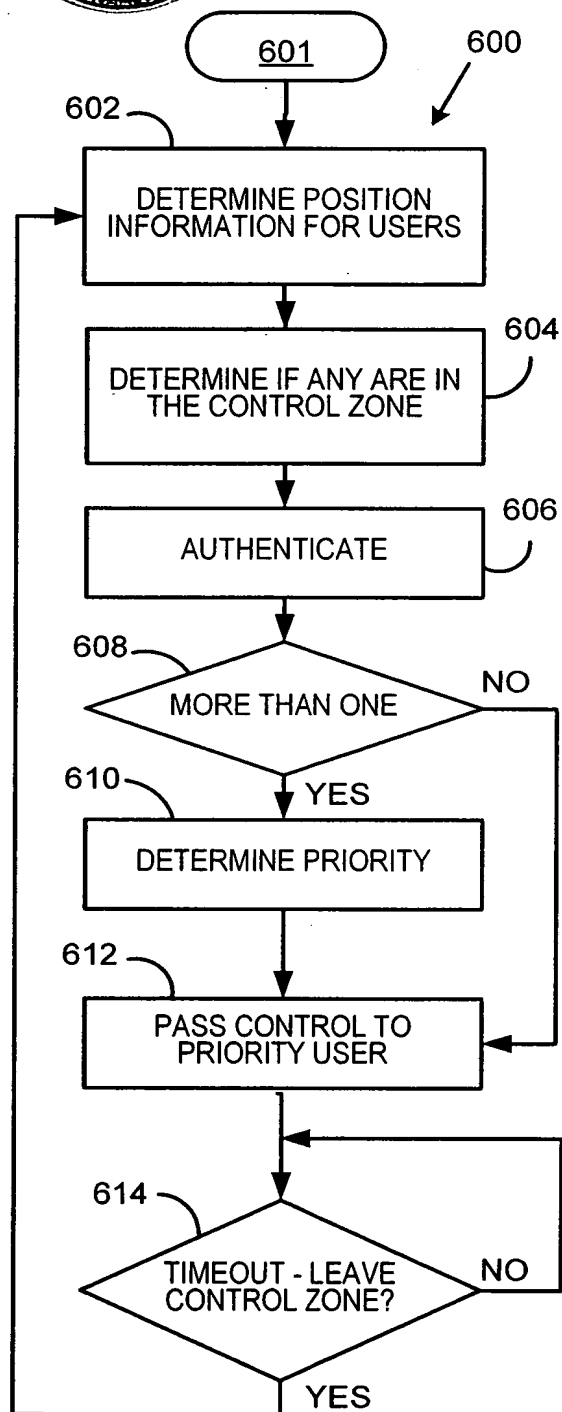 601
600
602
DETERMINE POSITION
INFORMATION FOR USERS
604
DETERMINE IF ANY ARE IN
THE CONTROL ZONE
606
AUTHENTICATE
608
MORE THAN ONE
NO
YES
610
DETERMINE PRIORITY
612
PASS CONTROL TO
PRIORITY USER
614
TIMEOUT - LEAVE
CONTROL ZONE?
NO
YES